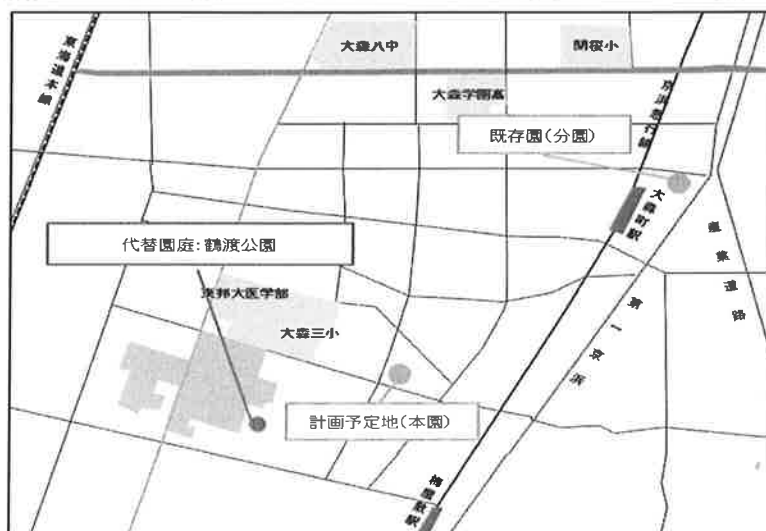 大森八中
開桜小
東海道本線
大森学園高
京浜急行線
既存園(分園)
大森町駅
代替園庭:鶴渡公園
産業道路
東邦大医学部
第一京浜
大森三小
計画予定地(本園)
梅屋敷駅